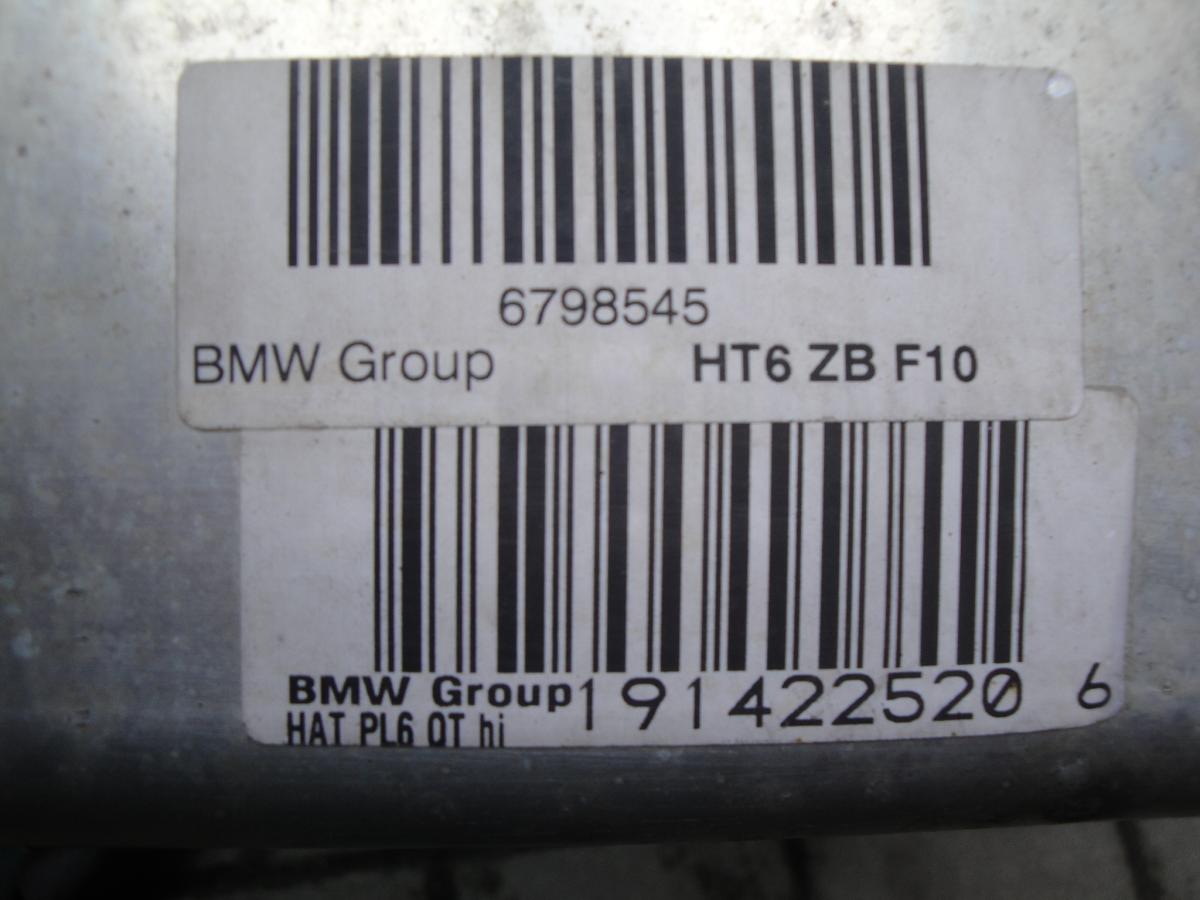 6798545
BMW Group HT6 ZB F10
BMW Group 191422520 6
HAT PL6 QT hi